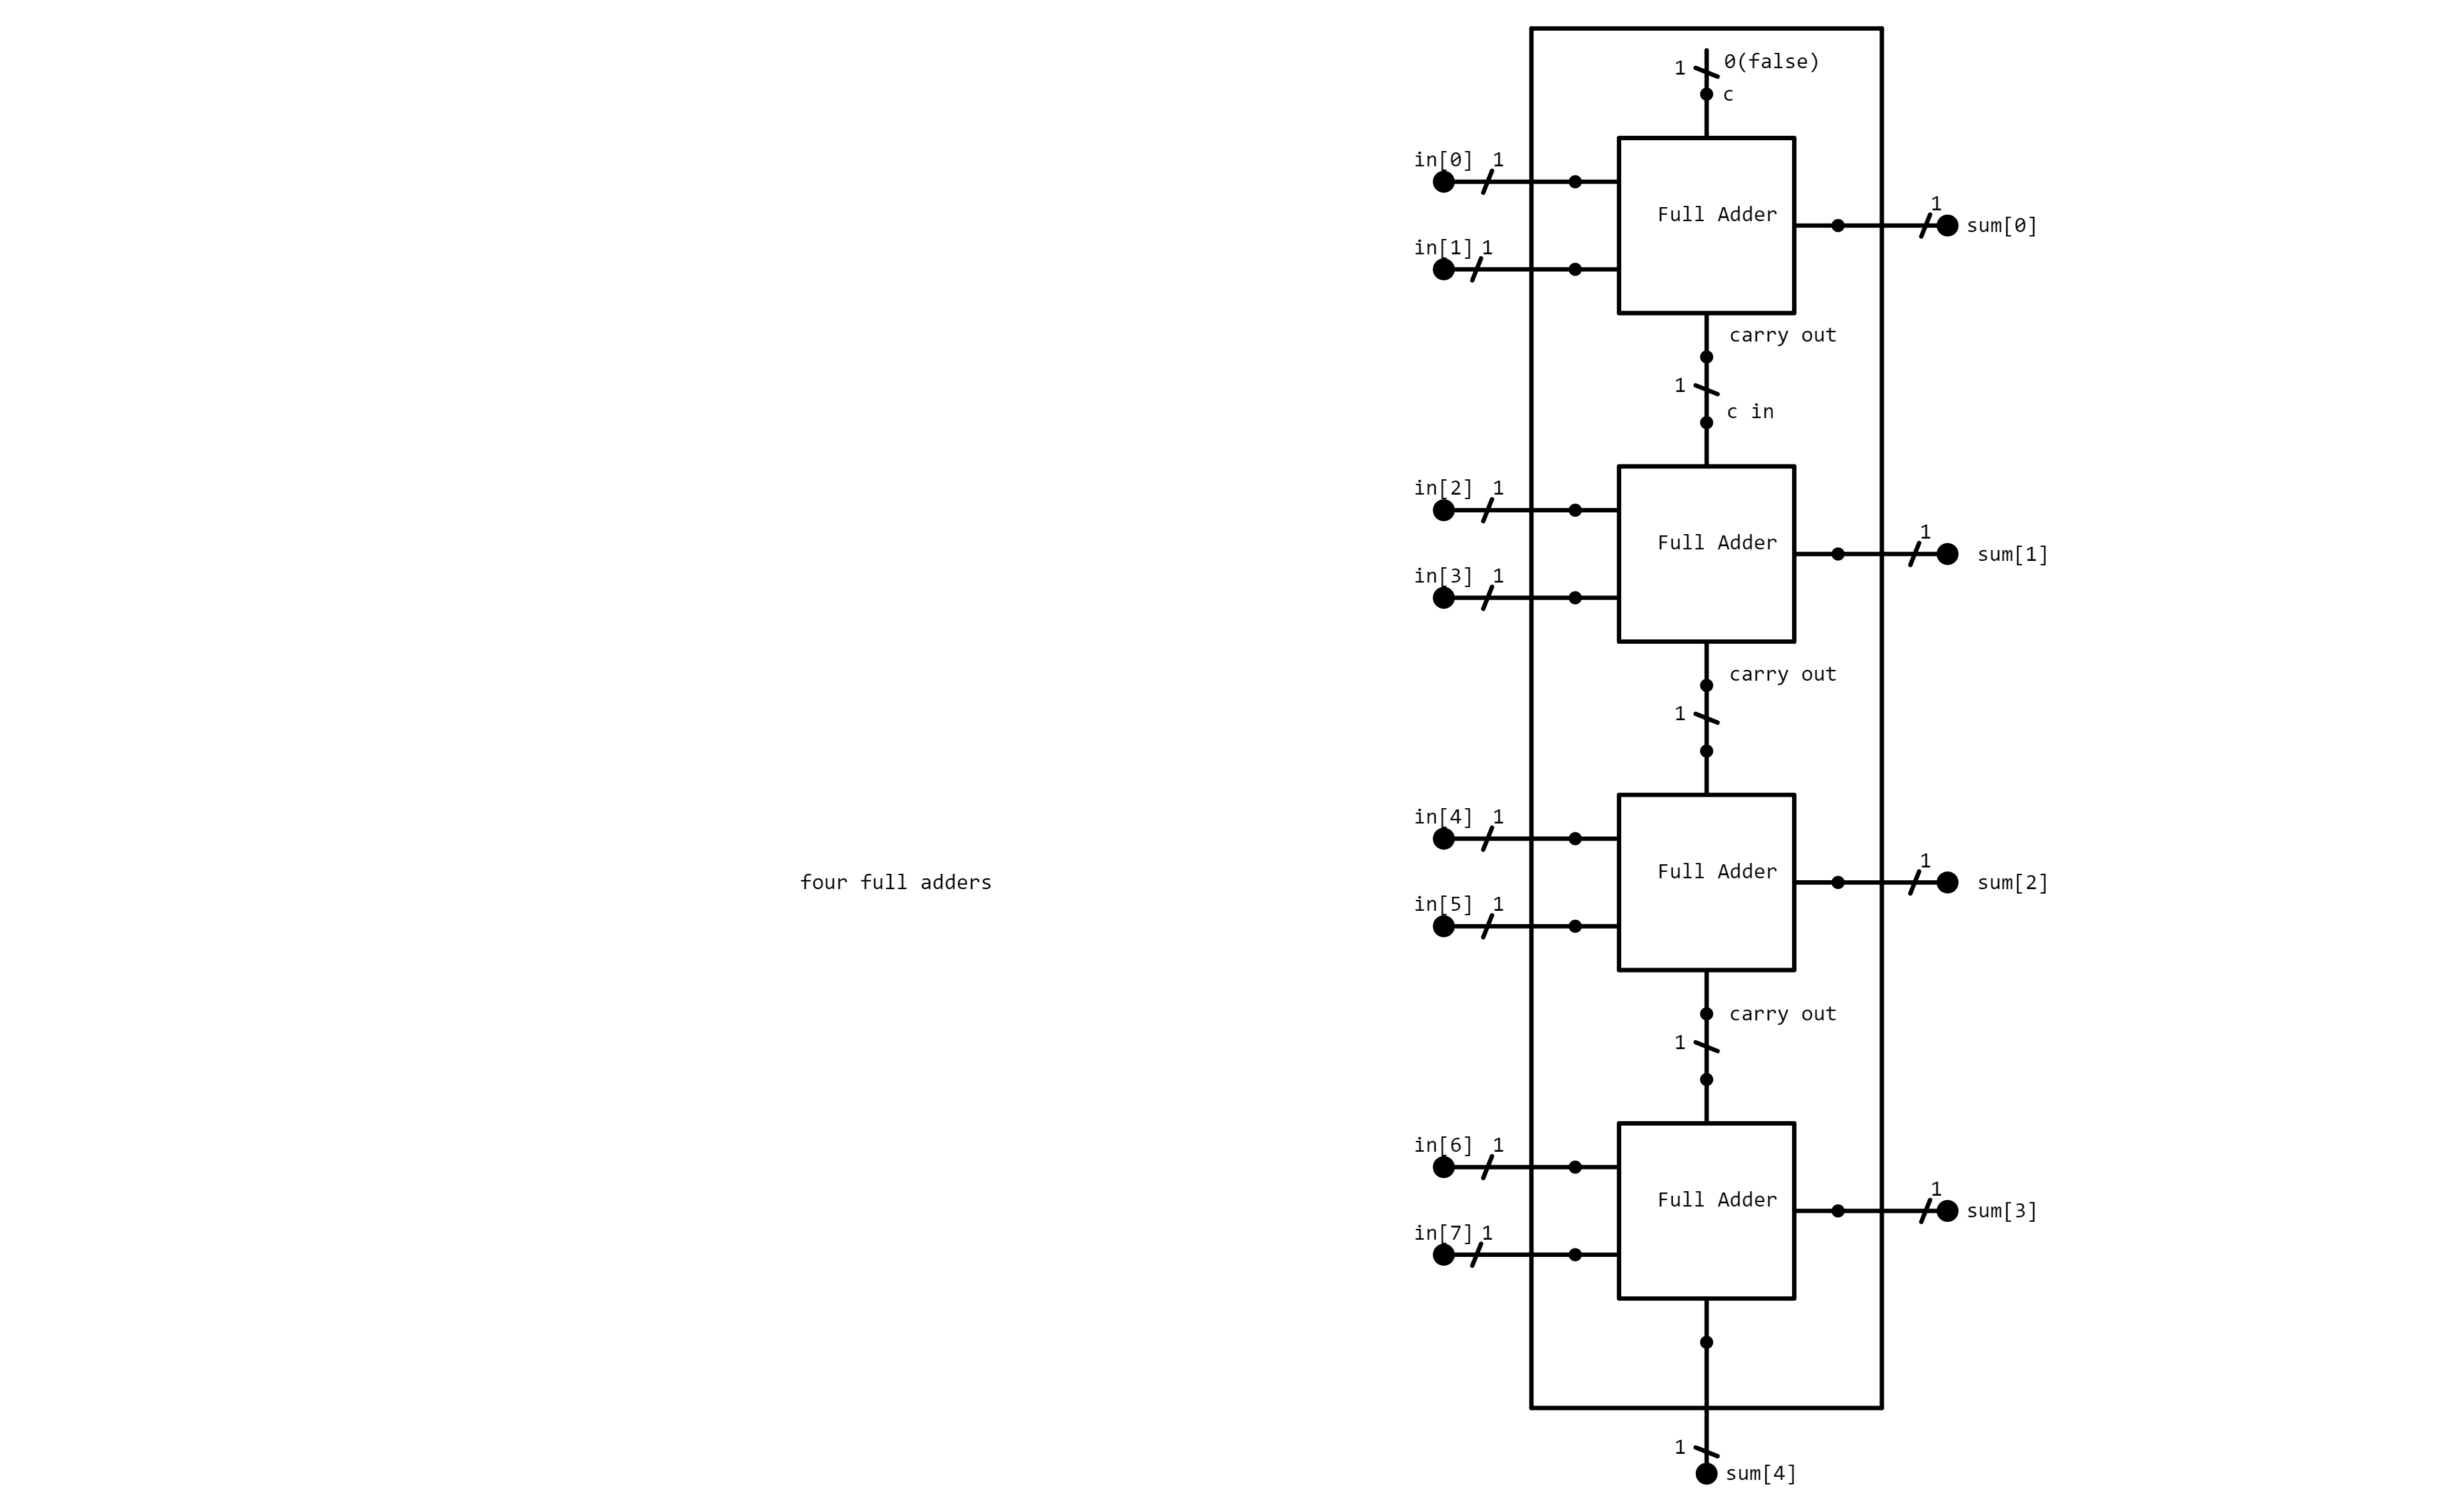 1 0(false)
c
in[0] 1
Full Adder
1
sum[0]
in[1] 1
carry out
1
c in
in[2] 1
Full Adder
1
sum[1]
in[3] 1
carry out
1
in[4] 1
Full Adder
1
sum[2]
four full adders
in[5] 1
carry out
1
in[6] 1
Full Adder
1
sum[3]
in[7] 1
1
sum[4]